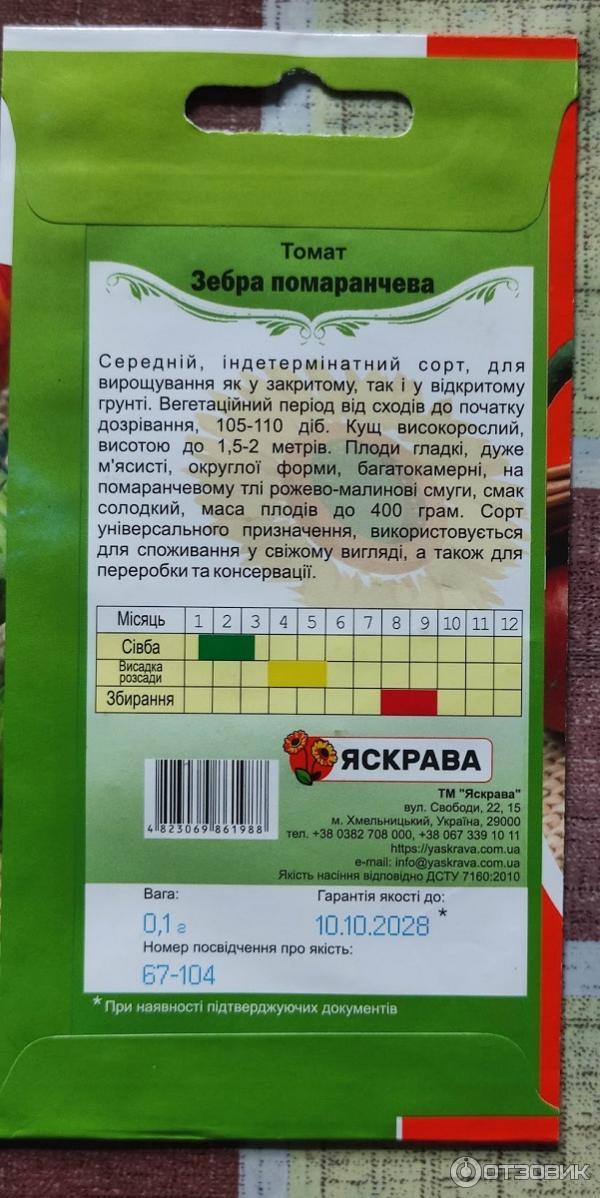 Томат
Зебра помаранчева
Середній, індетермінатний сорт, для
вирощування як у закритому, так і у відкритому
грунті. Вегетаційний період від сходів до початку
дозрівання, 105-110 діб. Кущ високорослий,
висотою до 1,5-2 метрів. Плоди гладкі, дуже
м'ясисті, округлої форми, багатокамерні, на
помаранчевому тлі рожево-малинові смуги, смак
солодкий, маса плодів до 400 грам. Сорт
універсального призначення, використовується
для споживання у свіжому вигляді, а також для
переробки та консервації.
Місяць 1 2 3 4 5 6 7 8 9 10 11 12
Сівба
Висадка
розсади
Збирання
ЯСКРАВА
ТМ "Яскрава"
вул. Свободи, 22, 15
м. Хмельницький, Україна, 29000
тел. +38 0382 708 000, +38 067 339 10 11
https://yaskrava.com.ua
e-mail: info@yaskrava.com.ua
Якість насіння відповідно ДСТУ 7160:2010
4 823069 861988
Вага: Гарантія якості до:
0,1 г 10.10.2028 *
Номер посвідчення про якість:
67-104
* При наявності підтверджуючих документів
ОТЗОВИК